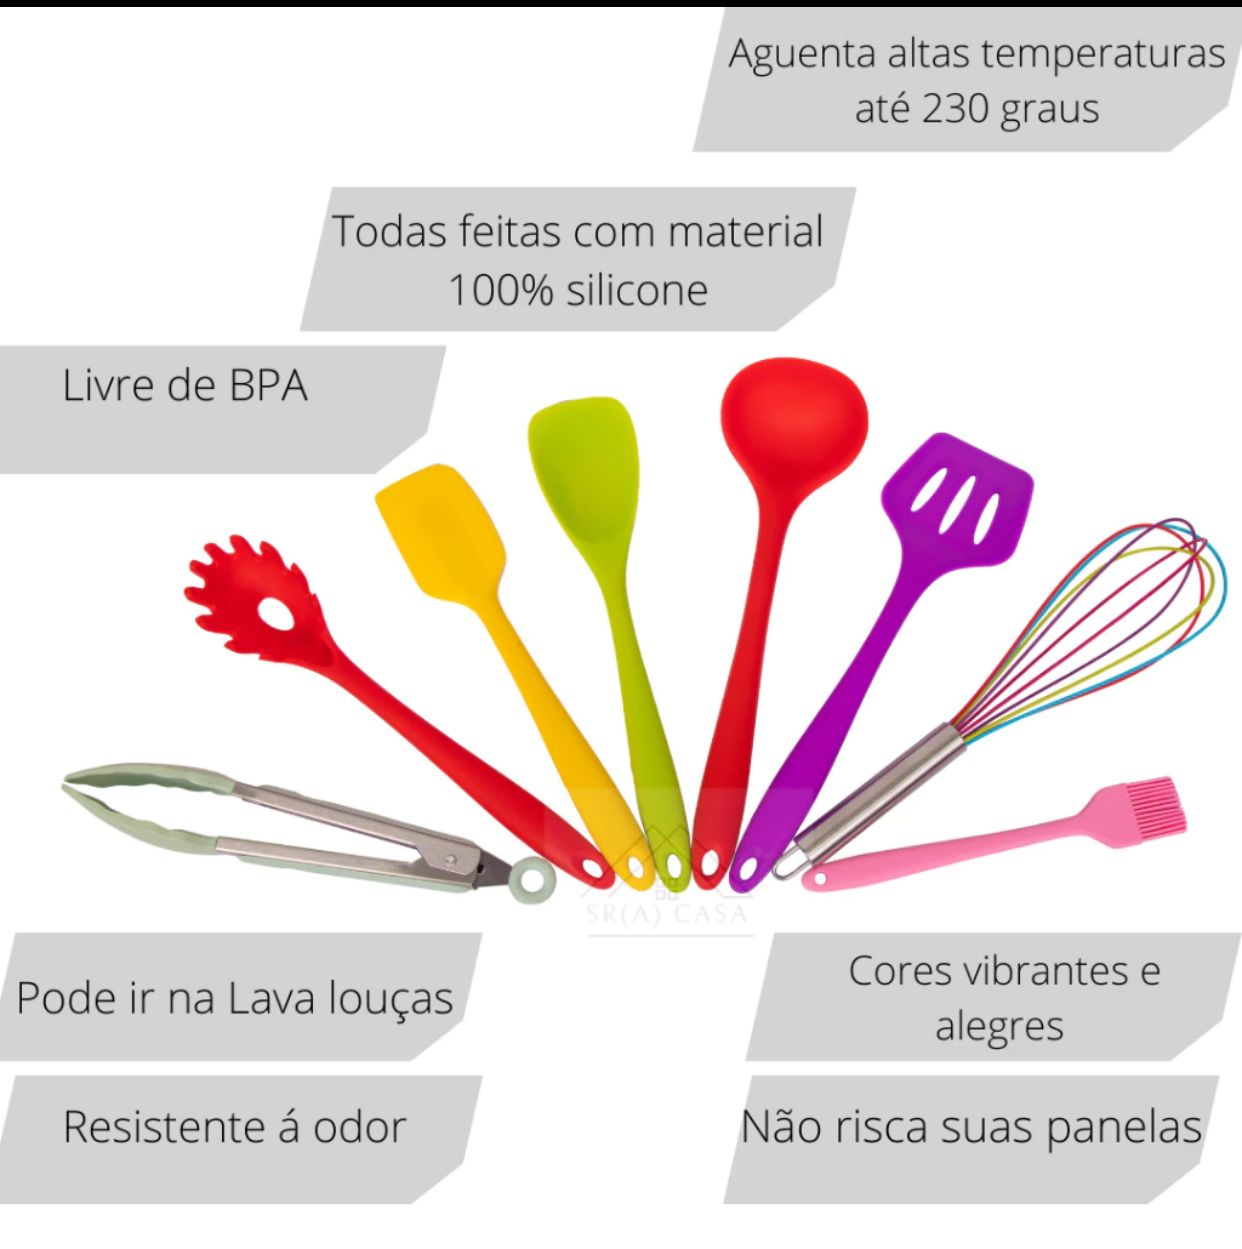 Aguenta altas temperaturas
até 230 graus
Todas feitas com material
100% silicone
Livre de BPA
SR(A) CASA
Pode ir na Lava louças
Cores vibrantes e
alegres
Resistente á odor
Não risca suas panelas